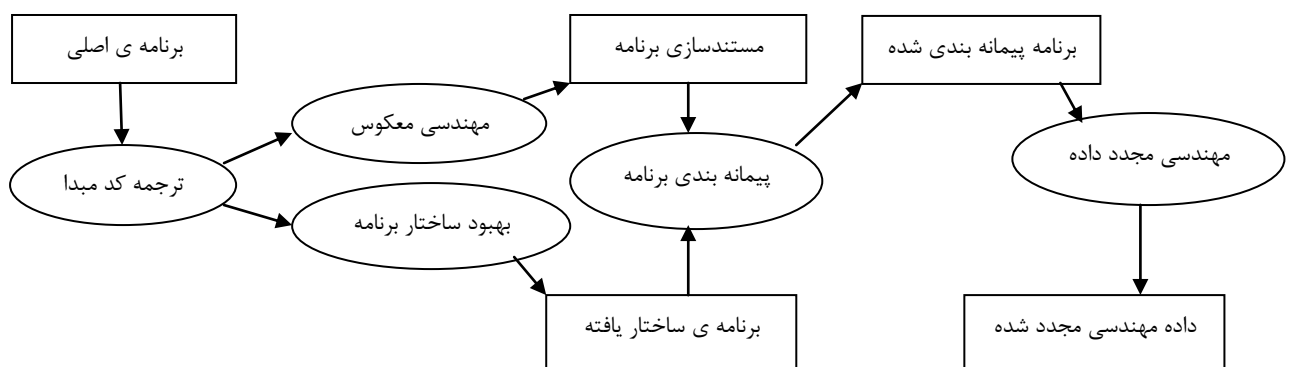 برنامه ی اصلی
ترجمه کد مبدا
مهندسی معکوس
بهبود ساختار برنامه
مستندسازی برنامه
پیمانه بندی برنامه
برنامه ی ساختار یافته
برنامه پیمانه بندی شده
مهندسی مجدد داده
داده مهندسی مجدد شده